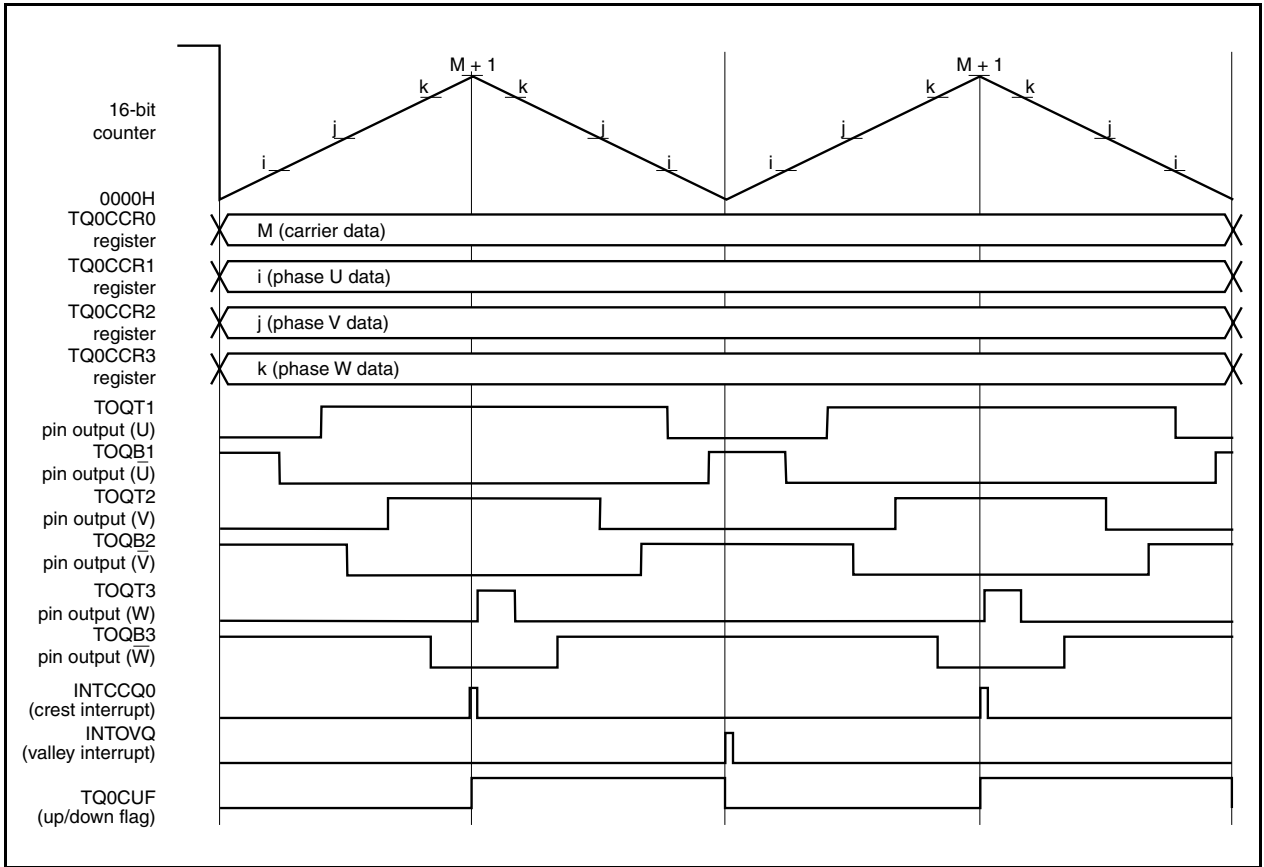 M + 1
M + 1
k
k
k
k
16-bit
counter
j
j
j
j
i
i
i
i
0000H
TQ0CCR0
register
M (carrier data)
TQ0CCR1
register
i (phase U data)
TQ0CCR2
register
j (phase V data)
TQ0CCR3
register
k (phase W data)
TOQT1
pin output (U)
TOQB1
pin output (U̅)
TOQT2
pin output (V)
TOQB2
pin output (V̅)
TOQT3
pin output (W)
TOQB3
pin output (W̅)
INTCCQ0
(crest interrupt)
INTOVQ
(valley interrupt)
TQ0CUF
(up/down flag)